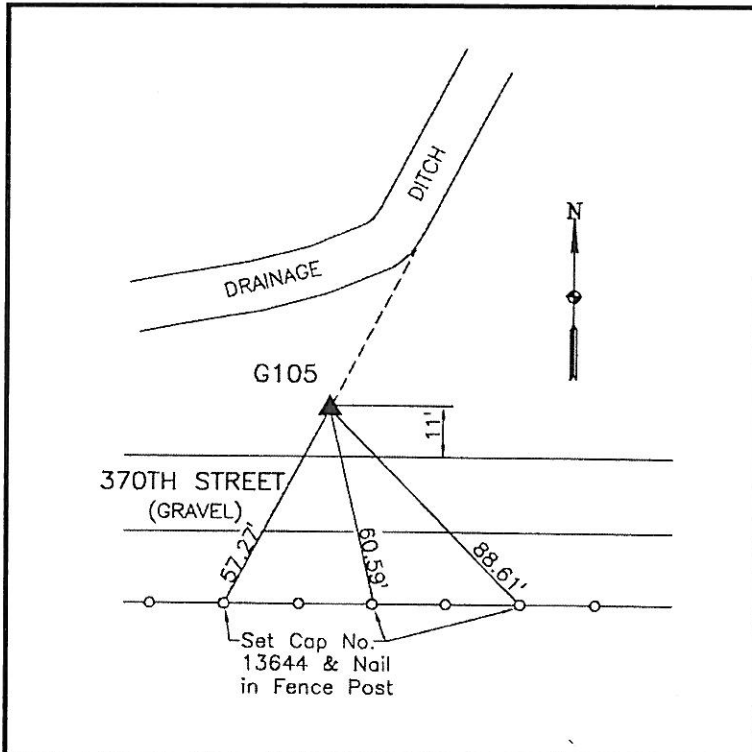 DITCH
N
DRAINAGE
G105
11'
370TH STREET
(GRAVEL)
57.27'
60.59'
88.61'
Set Cap No.
13644 & Nail
in Fence Post